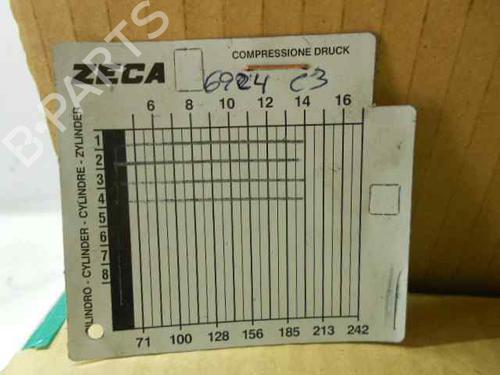 B-PARTS
ZECA
COMPRESSIONE DRUCK
6924 C3
6 8 10 12 14 16
CILINDRO - CYLINDER - CYLINDRE - ZYLINDER
1
2
3
4
5
6
7
8
71 100 128 156 185 213 242